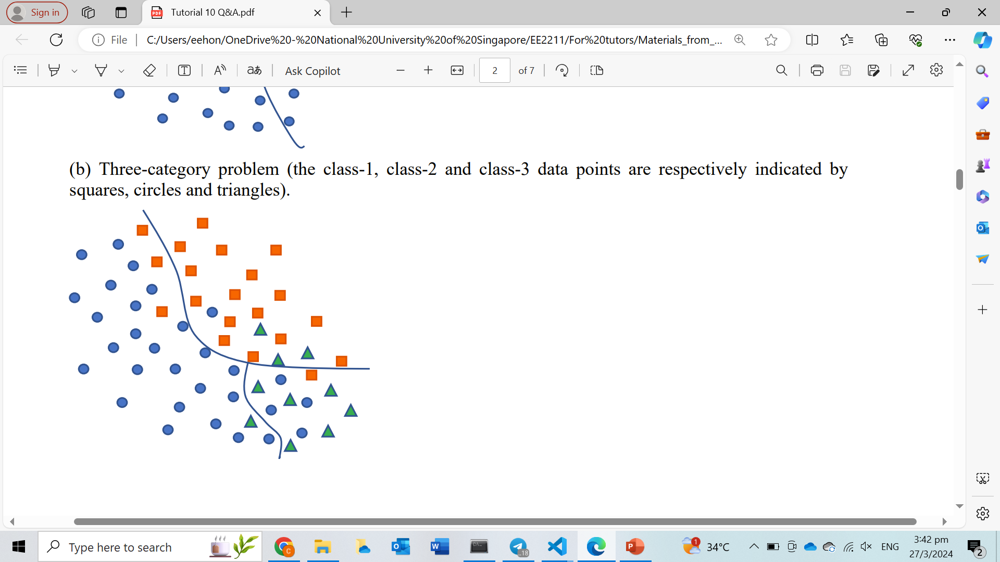 Sign in
Tutorial 10 Q&A.pdf
File
C:/Users/eehon/OneDrive%20-%20National%20University%20of%20Singapore/EE2211/For%20tutors/Materials_from_...
Ask Copilot
2
of 7
(b) Three-category problem (the class-1, class-2 and class-3 data points are respectively indicated by
squares, circles and triangles).
Type here to search
..18
1
34°C
ENG
3:42 pm
27/3/2024
2